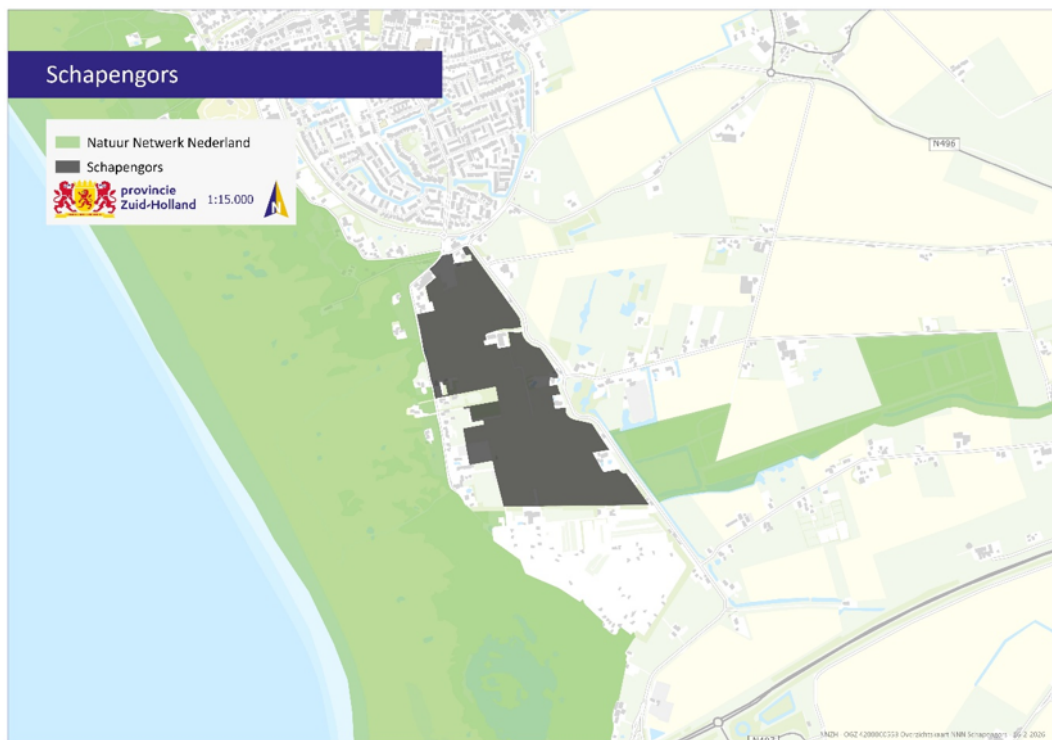 Schapengors
Natuur Netwerk Nederland
Schapengors
provincie
Zuid-Holland
1:15.000
N
N496